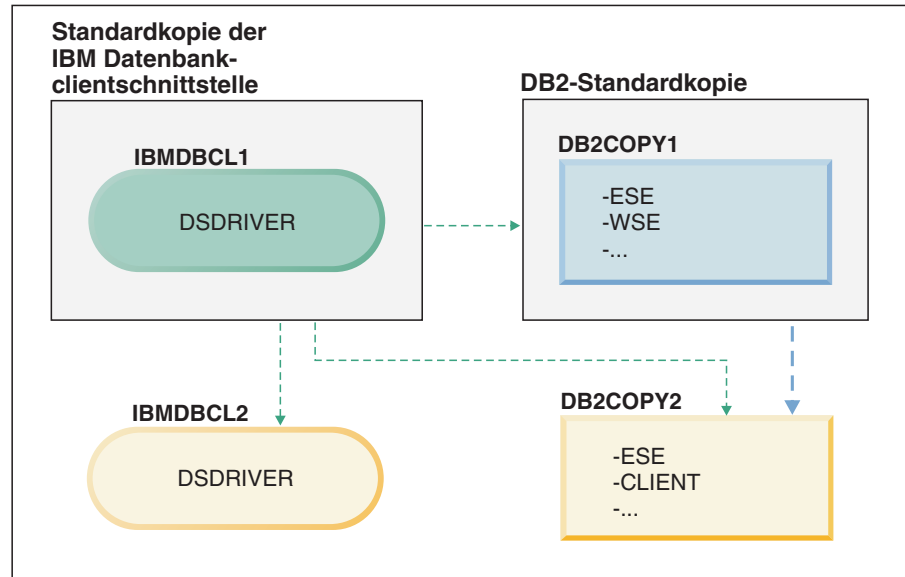 Standardkopie der
IBM Datenbank-
clientschnittstelle
IBMDBCL1
DSDRIVER
DB2-Standardkopie
DB2COPY1
-ESE
-WSE
-...
IBMDBCL2
DSDRIVER
DB2COPY2
-ESE
-CLIENT
-...